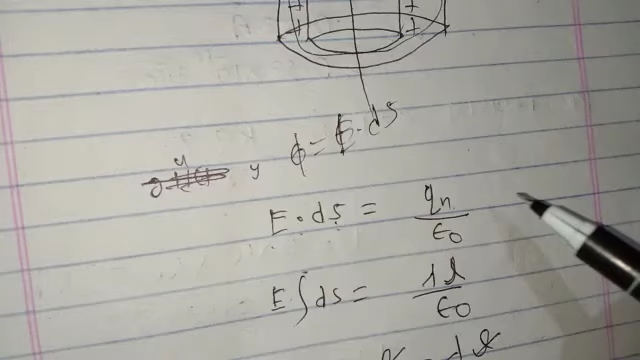 + +
+ +
ϕ = E · ds
E · ds = qn/ε0
E ∫ ds = λl/ε0